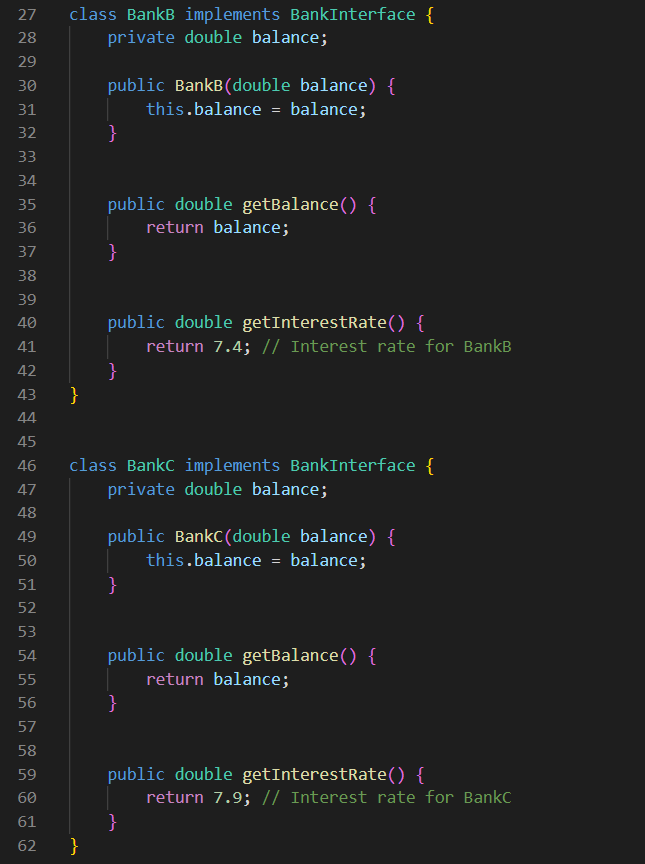 27 class BankB implements BankInterface {
28     private double balance;
29
30     public BankB(double balance) {
31         this.balance = balance;
32     }
33
34
35     public double getBalance() {
36         return balance;
37     }
38
39
40     public double getInterestRate() {
41         return 7.4; // Interest rate for BankB
42     }
43 }
44
45
46 class BankC implements BankInterface {
47     private double balance;
48
49     public BankC(double balance) {
50         this.balance = balance;
51     }
52
53
54     public double getBalance() {
55         return balance;
56     }
57
58
59     public double getInterestRate() {
60         return 7.9; // Interest rate for BankC
61     }
62 }